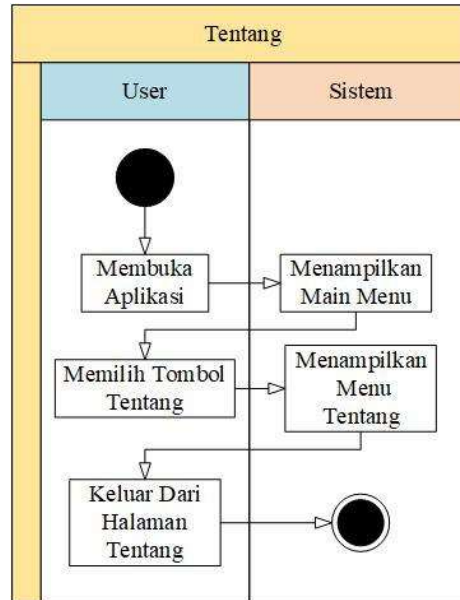 Tentang
User
Sistem
Membuka
Aplikasi
Menampilkan
Main Menu
Memilih Tombol
Tentang
Menampilkan
Menu
Tentang
Keluar Dari
Halaman
Tentang